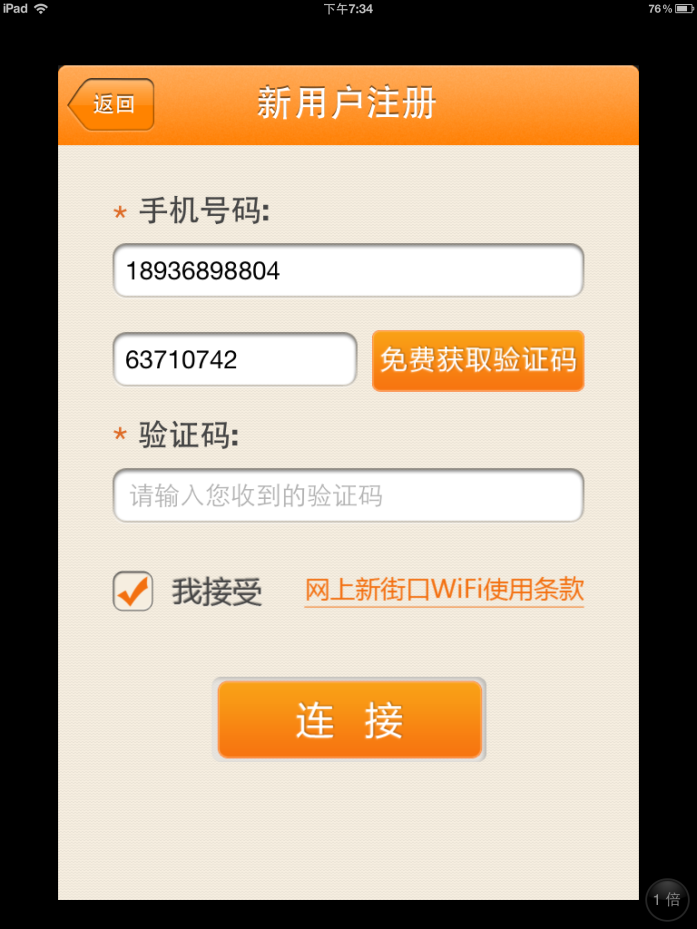 iPad 下午7:34 76%
返回 新用户注册
* 手机号码:
18936898804
63710742 免费获取验证码
* 验证码:
请输入您收到的验证码
我接受 网上新街口WiFi使用条款
连 接
1 倍